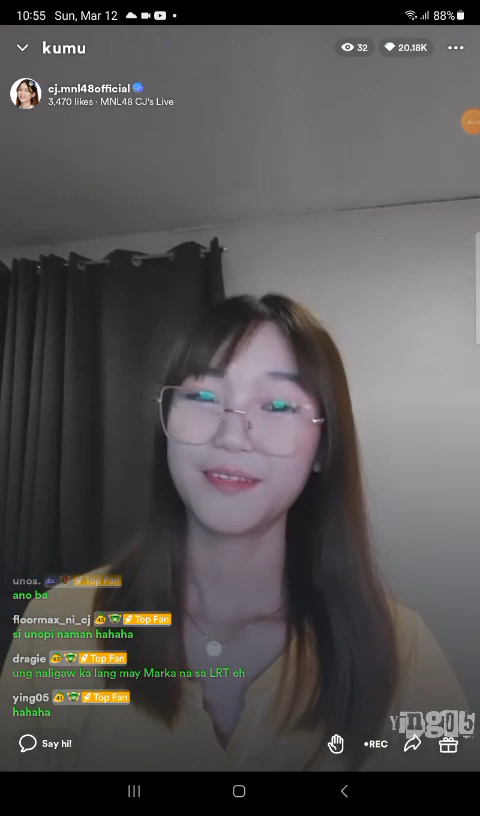 10:55 Sun, Mar 12 88%
kumu 32 20.18K
cj.mnl48official
3,470 likes · MNL48 CJ's Live
unos. Top Fan
ano ba
floormax_ni_cj Top Fan
si unopi naman hahaha
dragie Top Fan
ung naligaw ka lang may Marka na sa LRT eh
ying05 41 Top Fan
hahaha
Ying05
Say hi! •REC